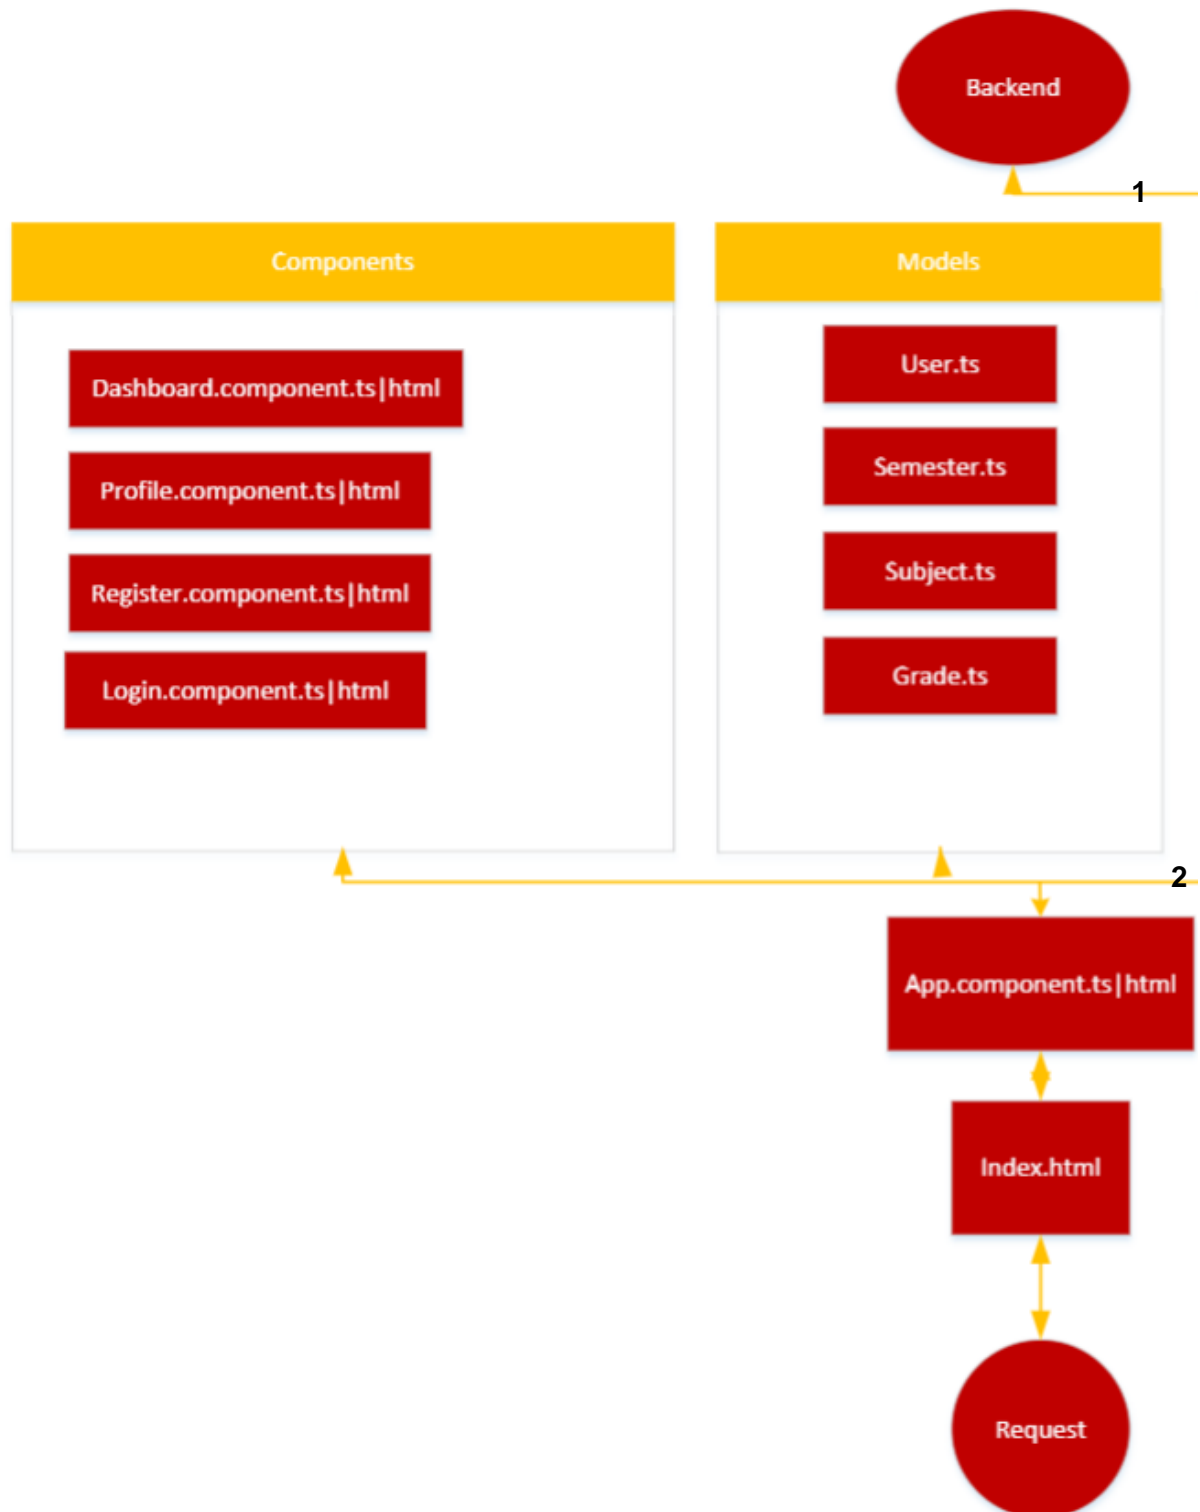 Backend
1
Components
Models
Dashboard.component.ts|html
Profile.component.ts|html
Register.component.ts|html
Login.component.ts|html
User.ts
Semester.ts
Subject.ts
Grade.ts
2
App.component.ts|html
Index.html
Request